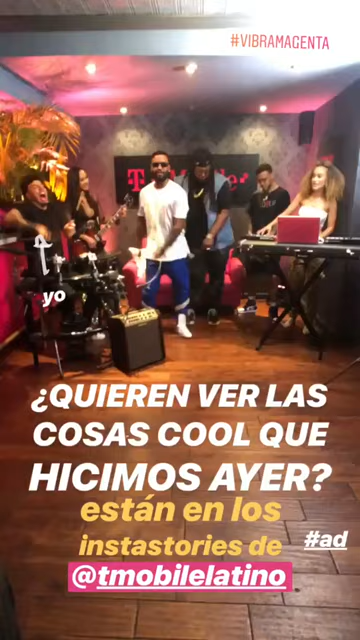 #VIBRAMAGENTA
yo
¿QUIEREN VER LAS
COSAS COOL QUE
HICIMOS AYER?
están en los
instastories de
#ad
@tmobilelatino